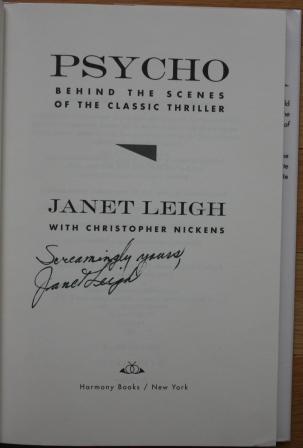 PSYCHO
BEHIND THE SCENES
OF THE CLASSIC THRILLER
JANET LEIGH
WITH CHRISTOPHER NICKENS
Screamingly yours,
Janet Leigh
Harmony Books / New York